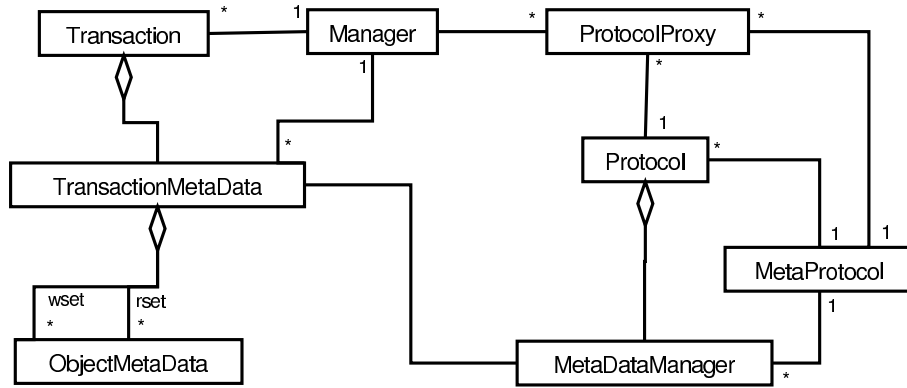 * 1 * *
Transaction Manager ProtocolProxy
1 *
1
* *
Protocol
TransactionMetaData
1 1
MetaProtocol
wset rset 1
* *
ObjectMetaData MetaDataManager
*